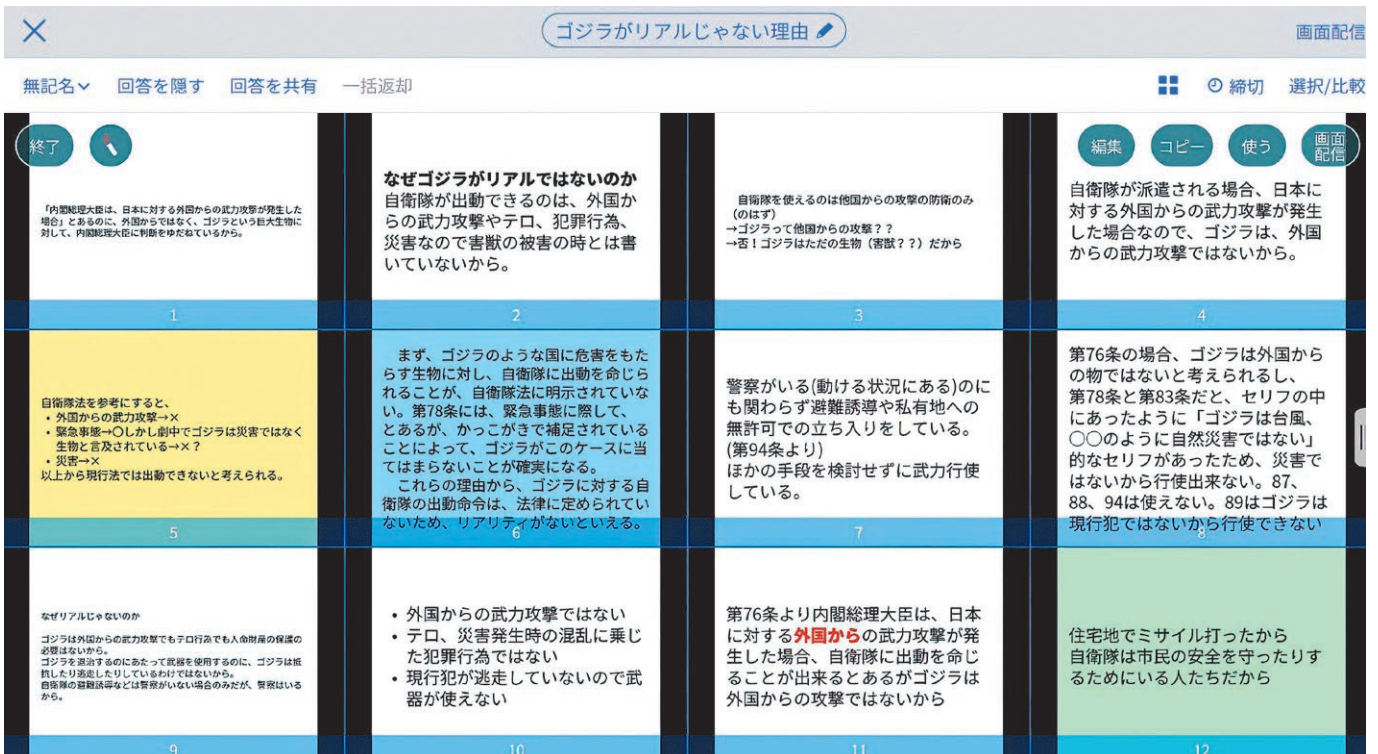 ゴジラがリアルじゃない理由
画面配信
無記名
回答を隠す
回答を共有
一括返却
締切
選択/比較
終了
編集
コピー
使う
画面
配信
「内閣総理大臣は、日本に対する外国からの武力攻撃が発生した
場合」とあるのに、外国からではなく、ゴジラという巨大生物に
対して、内閣総理大臣に判断をゆだねているから。
1
なぜゴジラがリアルではないのか
自衛隊が出動できるのは、外国か
らの武力攻撃やテロ、犯罪行為、
災害なので害獣の被害の時とは書
いていないから。
2
自衛隊を使えるのは他国からの攻撃の防衛のみ
(のはず)
→ゴジラって他国からの攻撃??
→否!ゴジラはただの生物(害獣??)だから
3
自衛隊が派遣される場合、日本に
対する外国からの武力攻撃が発生
した場合なので、ゴジラは、外国
からの武力攻撃ではないから。
4
自衛隊法を参考にすると、
・外国からの武力攻撃→×
・緊急事態→〇しかし劇中でゴジラは災害ではなく
生物と言及されている→×?
・災害→×
以上から現行法では出動できないと考えられる。
5
まず、ゴジラのような国に危害をもた
らす生物に対し、自衛隊に出動を命じら
れることが、自衛隊法に明示されていな
い。第78条には、緊急事態に際して、
とあるが、かっこがきで補足されている
ことによって、ゴジラがこのケースに当
てはまらないことが確実になる。
これらの理由から、ゴジラに対する自
衛隊の出動命令は、法律に定められてい
ないため、リアリティがないといえる。
6
警察がいる(動ける状況にある)のに
も関わらず避難誘導や私有地への
無許可での立ち入りをしている。
(第94条より)
ほかの手段を検討せずに武力行使
している。
7
第76条の場合、ゴジラは外国から
の物ではないと考えられるし、
第78条と第83条だと、セリフの中
にあったように「ゴジラは台風、
〇〇のように自然災害ではない」
的なセリフがあったため、災害で
はないから行使出来ない。87、
88、94は使えない。89はゴジラは
現行犯ではないから行使できない
8
なぜリアルじゃないのか
ゴジラは外国からの武力攻撃でもテロ行為でも人命財産の保護の
必要はないから。
ゴジラを退治するのにあたって武器を使用するのに、ゴジラは抵
抗したり逃走したりしているわけではないから。
自衛隊の避難誘導などは警察がいない場合のみだが、警察はいる
から。
9
・外国からの武力攻撃ではない
・テロ、災害発生時の混乱に乗じ
た犯罪行為ではない
・現行犯が逃走していないので武
器が使えない
10
第76条より内閣総理大臣は、日本
に対する外国からの武力攻撃が発
生した場合、自衛隊に出動を命じ
ることが出来るとあるがゴジラは
外国からの攻撃ではないから
11
住宅地でミサイル打ったから
自衛隊は市民の安全を守ったりす
るためにいる人たちだから
12